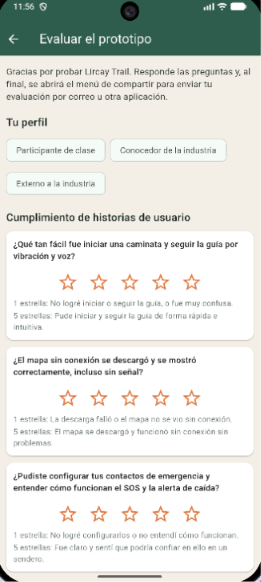 11:56
Evaluar el prototipo
Gracias por probar Lircay Trail. Responde las preguntas y, al
final, se abrirá el menú de compartir para enviar tu
evaluación por correo u otra aplicación.
Tu perfil
Participante de clase
Conocedor de la industria
Externo a la industria
Cumplimiento de historias de usuario
¿Qué tan fácil fue iniciar una caminata y seguir la guía por
vibración y voz?
1 estrella: No logré iniciar o seguir la guía, o fue muy confusa.
5 estrellas: Pude iniciar y seguir la guía de forma rápida e
intuitiva.
¿El mapa sin conexión se descargó y se mostró
correctamente, incluso sin señal?
1 estrella: La descarga falló o el mapa no se vio sin conexión.
5 estrellas: El mapa se descargó y funcionó sin conexión sin
problemas.
¿Pudiste configurar tus contactos de emergencia y
entender cómo funcionan el SOS y la alerta de caída?
1 estrella: No logré configurarlos o no entendí cómo funcionan.
5 estrellas: Fue claro y sentí que podría confiar en ello en un
sendero.